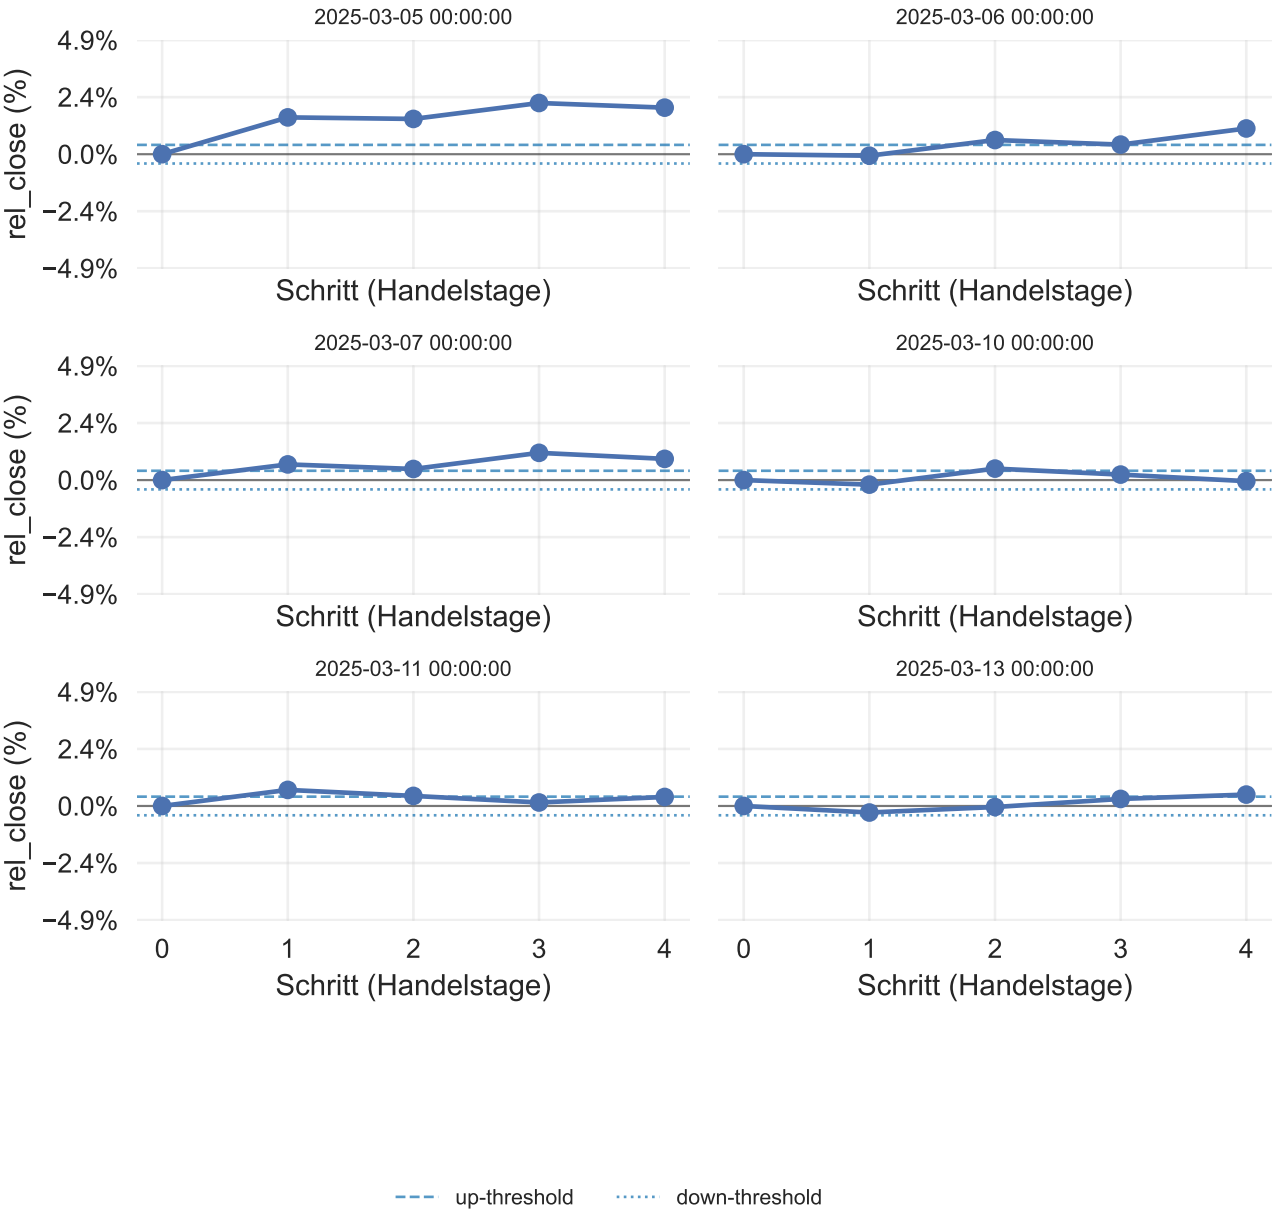 2025-03-05 00:00:00
2025-03-06 00:00:00
4.9%
2.4%
0.0%
−2.4%
−4.9%
rel_close (%)
Schritt (Handelstage)
Schritt (Handelstage)
2025-03-07 00:00:00
2025-03-10 00:00:00
4.9%
2.4%
0.0%
−2.4%
−4.9%
rel_close (%)
Schritt (Handelstage)
Schritt (Handelstage)
2025-03-11 00:00:00
2025-03-13 00:00:00
4.9%
2.4%
0.0%
−2.4%
−4.9%
rel_close (%)
0 1 2 3 4
0 1 2 3 4
Schritt (Handelstage)
Schritt (Handelstage)
up-threshold
down-threshold